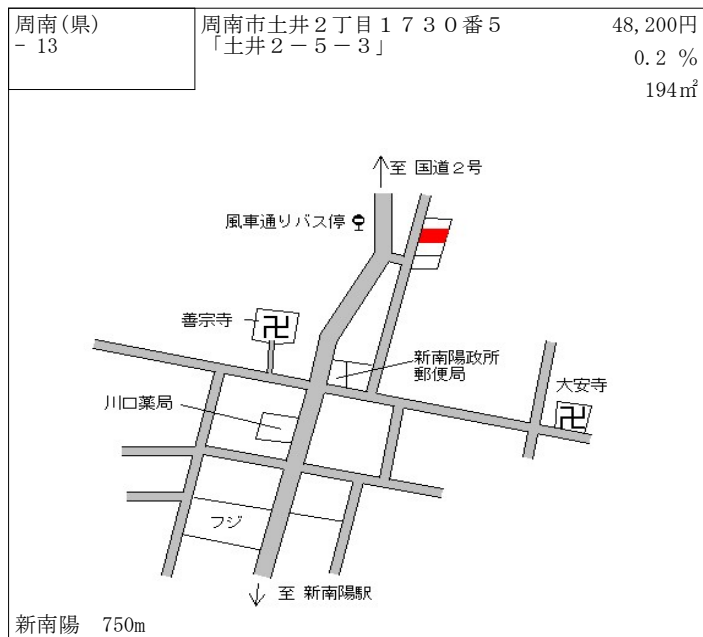 周南(県)
- 13
周南市土井２丁目１７３０番５
「土井２－５－３」
48,200円
0.2 %
194㎡
至 国道２号
風車通りバス停
善宗寺
新南陽政所
郵便局
大安寺
川口薬局
フジ
至 新南陽駅
新南陽　750m